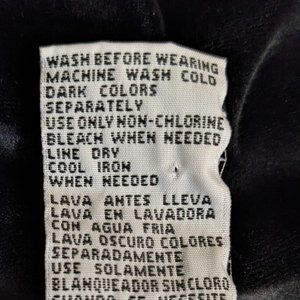 WASH BEFORE WEARING
MACHINE WASH COLD
DARK COLORS
SEPARATELY
USE ONLY NON-CHLORINE
BLEACH WHEN NEEDED
LINE DRY
COOL IRON
WHEN NEEDED
LAVA ANTES LLEVA
LAVA EN LAVADORA
CON AGUA FRIA
LAVA OSCURO COLORES
SEPARADAMENTE
USE SOLAMENTE
BLANQUEADOR SIN CLORO
CUANDO SE